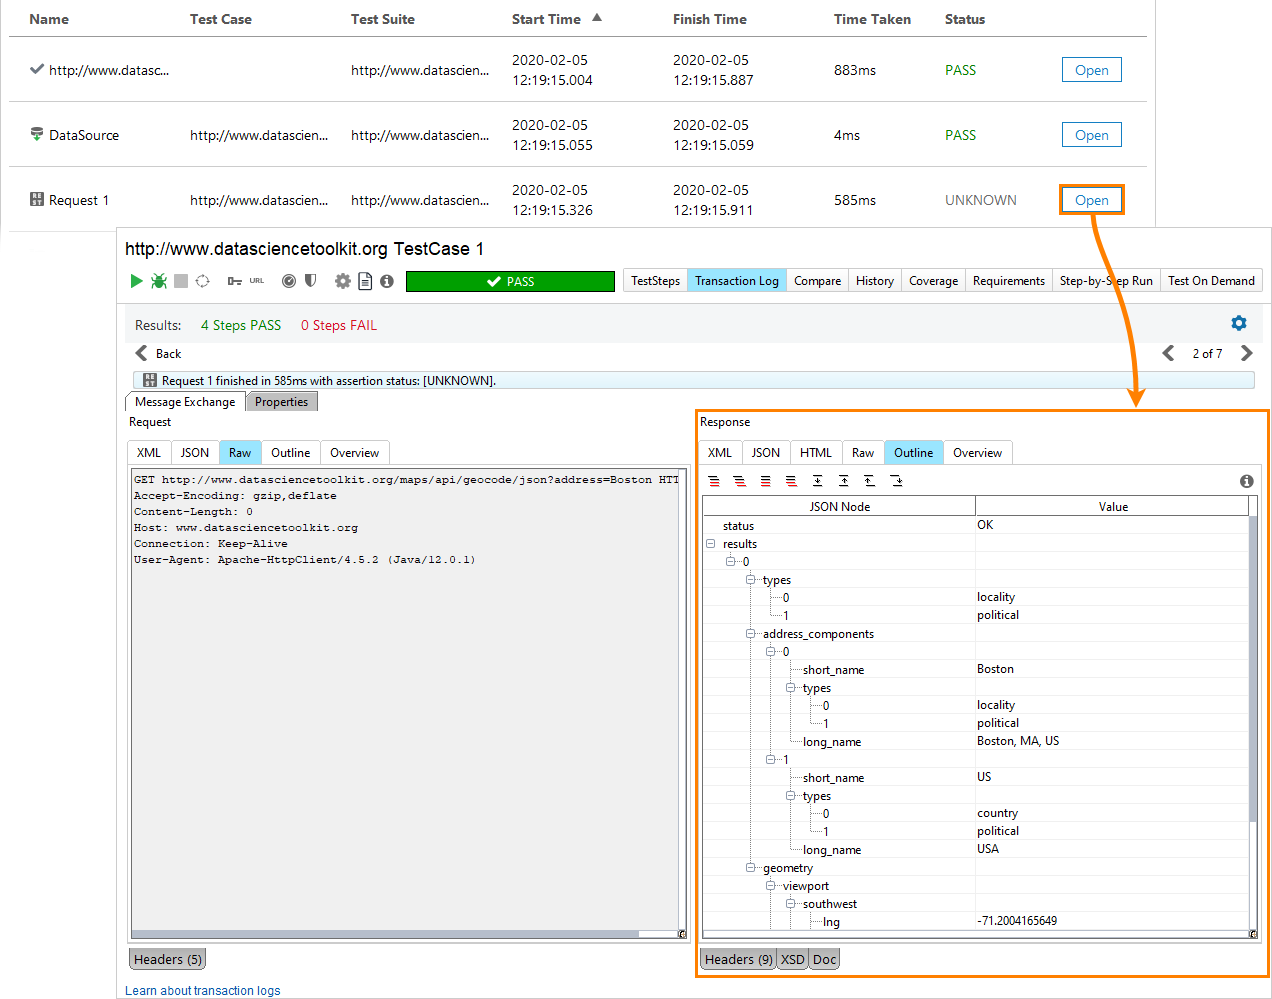 Name Test Case Test Suite Start Time Finish Time Time Taken Status
http://www.datasc... http://www.datascien... 2020-02-05 12:19:15.004 2020-02-05 12:19:15.887 883ms PASS Open
DataSource http://www.datascien... http://www.datascien... 2020-02-05 12:19:15.055 2020-02-05 12:19:15.059 4ms PASS Open
REST Request 1 http://www.datascien... http://www.datascien... 2020-02-05 12:19:15.326 2020-02-05 12:19:15.911 585ms UNKNOWN Open
http://www.datasciencetoolkit.org TestCase 1
URL PASS TestSteps Transaction Log Compare History Coverage Requirements Step-by-Step Run Test On Demand
Results: 4 Steps PASS 0 Steps FAIL
Back 2 of 7
REST Request 1 finished in 585ms with assertion status: [UNKNOWN].
Message Exchange Properties
Request
XML JSON Raw Outline Overview
GET http://www.datasciencetoolkit.org/maps/api/geocode/json?address=Boston HTT
Accept-Encoding: gzip,deflate
Content-Length: 0
Host: www.datasciencetoolkit.org
Connection: Keep-Alive
User-Agent: Apache-HttpClient/4.5.2 (Java/12.0.1)
Headers (5)
Response
XML JSON HTML Raw Outline Overview
JSON Node Value
status OK
results
0
types
0 locality
1 political
address_components
0
short_name Boston
types
0 locality
1 political
long_name Boston, MA, US
1
short_name US
types
0 country
1 political
long_name USA
geometry
viewport
southwest
lng -71.2004165649
Headers (9) XSD Doc
Learn about transaction logs